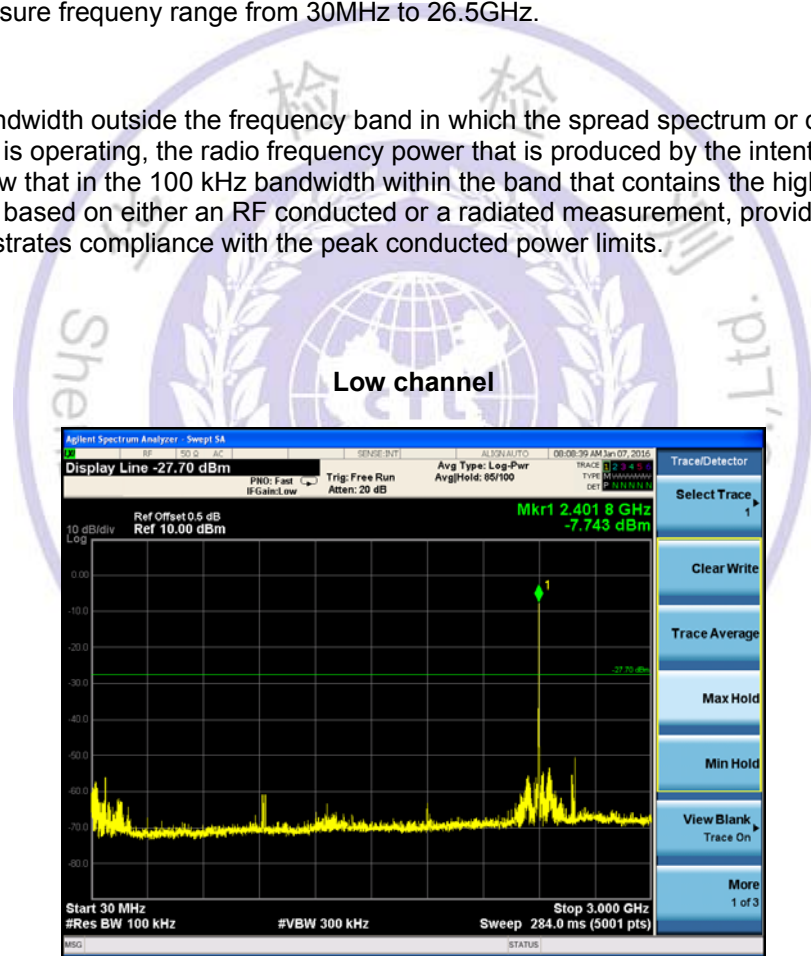 sure frequeny range from 30MHz to 26.5GHz.
ndwidth outside the frequency band in which the spread spectrum or
is operating, the radio frequency power that is produced by the intent
w that in the 100 kHz bandwidth within the band that contains the hig
based on either an RF conducted or a radiated measurement, provid
strates compliance with the peak conducted power limits.
检 检 测
She
Ltd.
CTL
Low channel
Agilent Spectrum Analyzer - Swept SA
RF 50 Ω AC SENSE:INT ALIGN AUTO 08:08:39 AM Jan 07, 2016
Display Line -27.70 dBm
PNO: Fast Trig: Free Run Avg Type: Log-Pwr TRACE 1 2 3 4 5 6
IFGain:Low Atten: 20 dB Avg|Hold: 85/100 TYPE
DET P N N N N N
Trace/Detector
Ref Offset 0.5 dB Mkr1 2.401 8 GHz
10 dB/div Ref 10.00 dBm -7.743 dBm
Log
0.00
-10.0
-20.0
-30.0
-40.0
-50.0
-60.0
-70.0
-80.0
1
-27.70 dBm
Start 30 MHz Stop 3.000 GHz
#Res BW 100 kHz #VBW 300 kHz Sweep 284.0 ms (5001 pts)
MSG STATUS
Select Trace
1
Clear Write
Trace Average
Max Hold
Min Hold
View Blank
Trace On
More
1 of 3